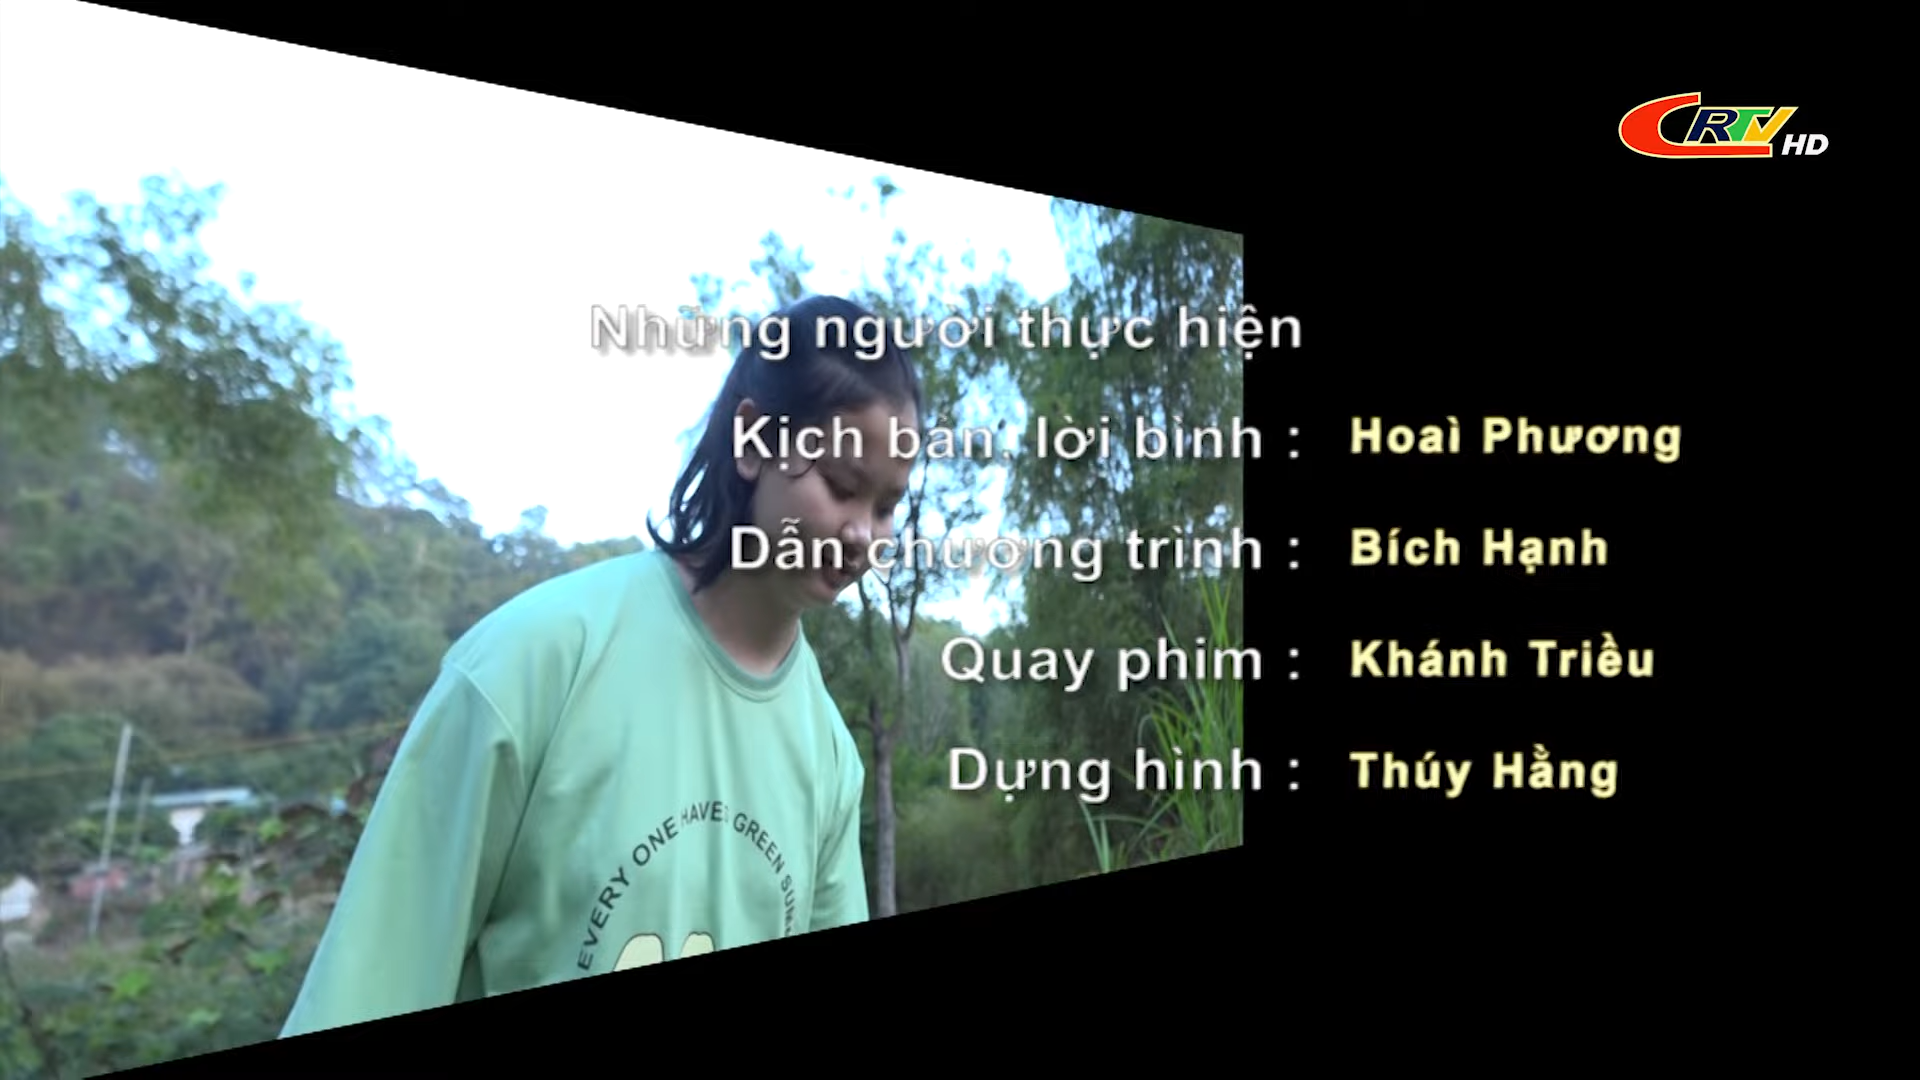 CRTV HD
Những người thực hiện
Kịch bản, lời bình : Hoaì Phương
Dẫn chương trình : Bích Hạnh
Quay phim : Khánh Triều
Dựng hình : Thúy Hằng
EVERY ONE HAVE GREEN